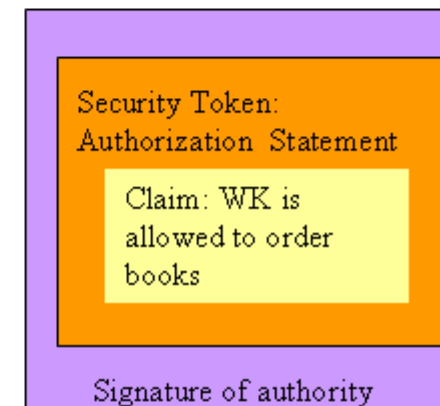 Security Token:
Authorization Statement
Claim: WK is
allowed to order
books
Signature of authority